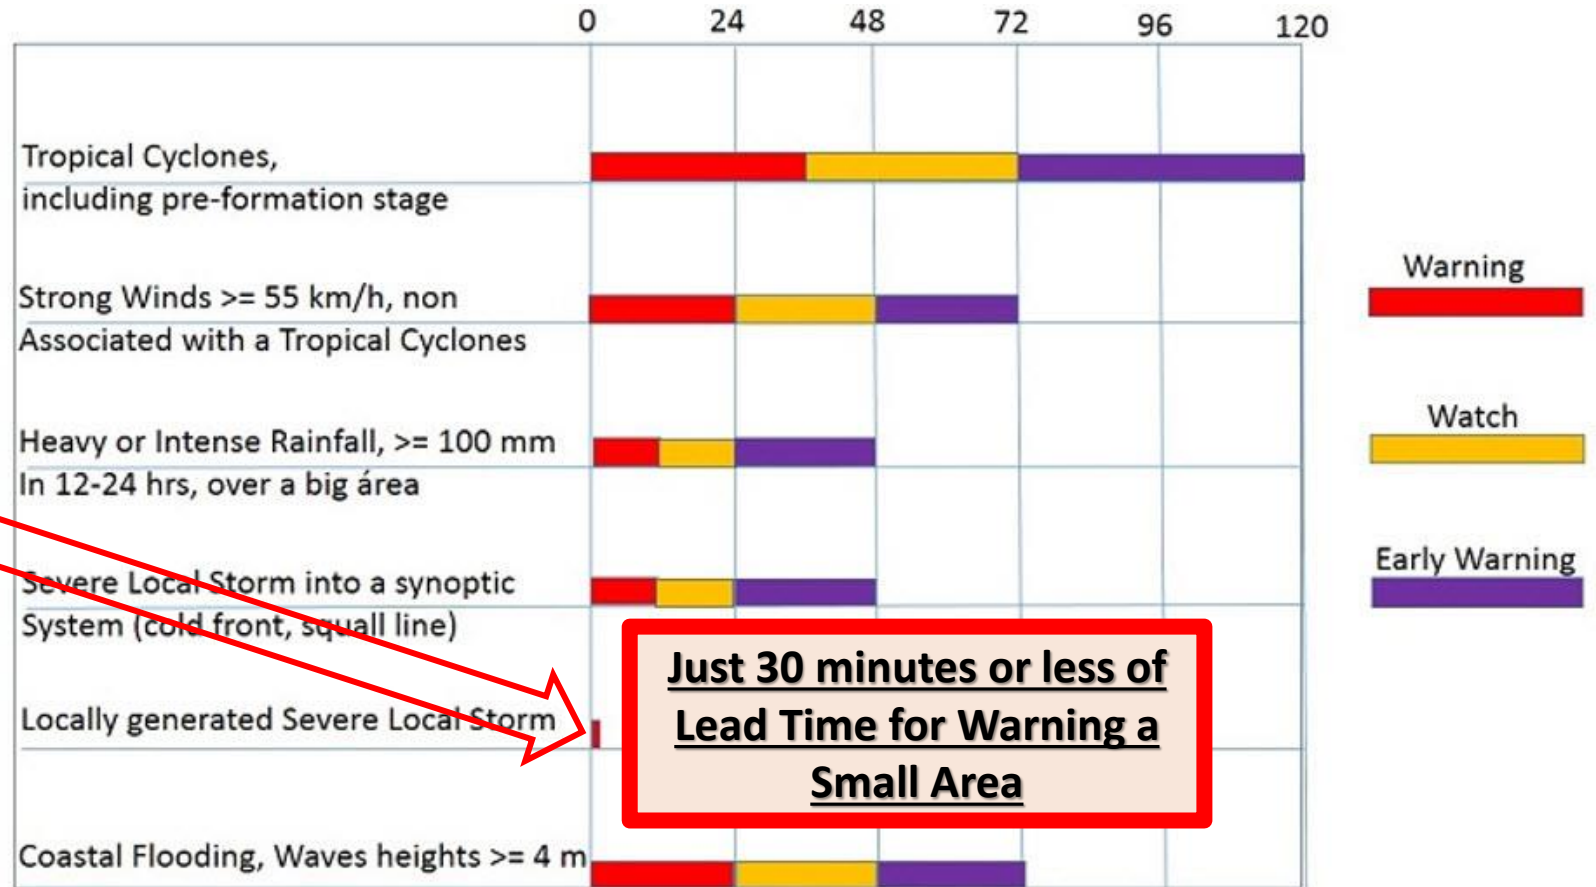 0 24 48 72 96 120
Tropical Cyclones,
including pre-formation stage
Strong Winds >= 55 km/h, non
Associated with a Tropical Cyclones
Heavy or Intense Rainfall, >= 100 mm
In 12-24 hrs, over a big área
Severe Local Storm into a synoptic
System (cold front, squall line)
Locally generated Severe Local Storm
Coastal Flooding, Waves heights >= 4 m
Just 30 minutes or less of
Lead Time for Warning a
Small Area
Warning
Watch
Early Warning